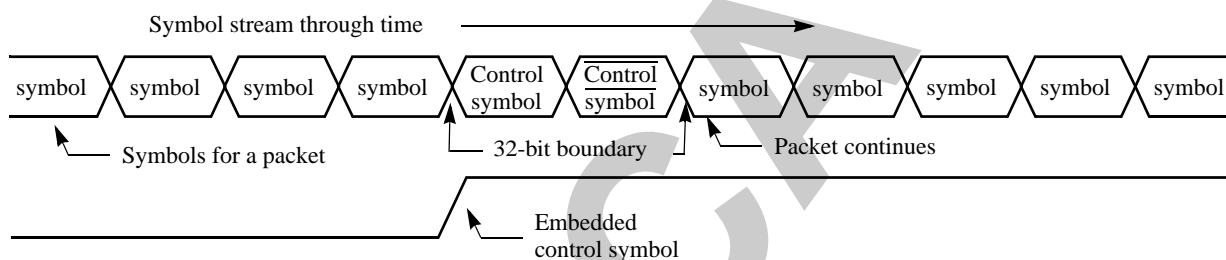 Symbol stream through time
symbol symbol symbol symbol Control symbol Control symbol symbol symbol symbol symbol symbol
Symbols for a packet
32-bit boundary
Packet continues
Embedded
control symbol
CA